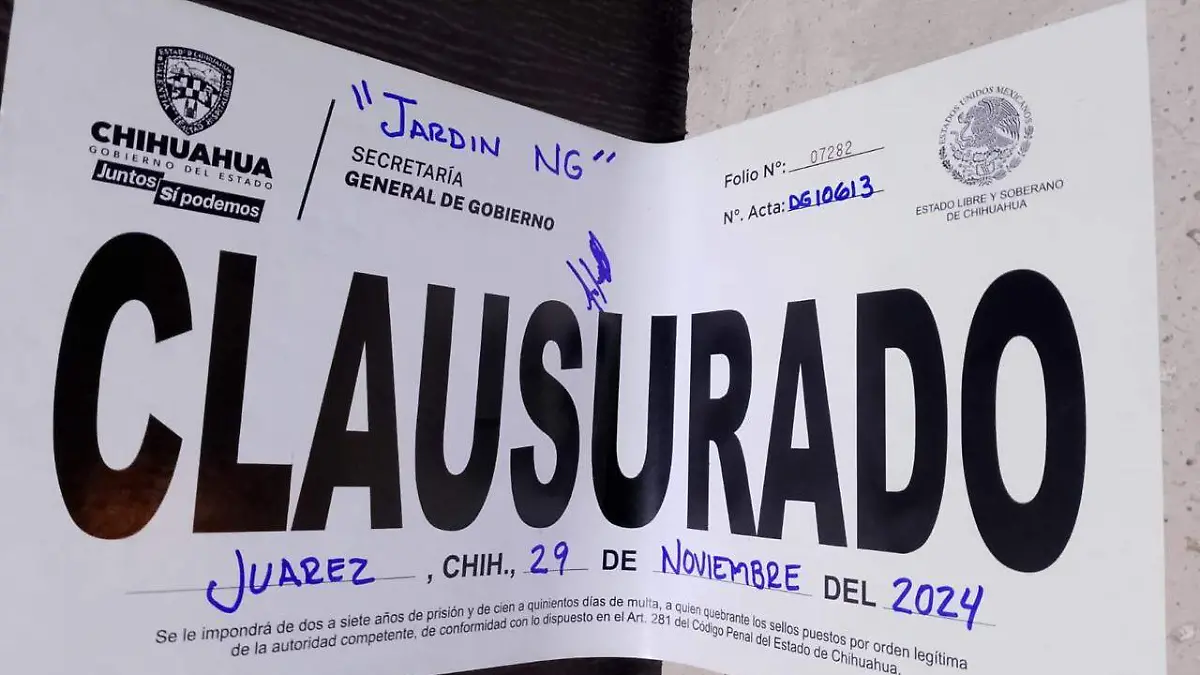 CHIHUAHUA
GOBIERNO DEL ESTADO
Juntos
Sí podemos
"JARDIN NG"
SECRETARÍA
GENERAL DE GOBIERNO
Folio Nº: 07282
Nº. Acta: DG10613
ESTADOS UNIDOS MEXICANOS
ESTADO LIBRE Y SOBERANO
DE CHIHUAHUA
CLAUSURADO
JUAREZ, CHIH., 29 DE NOVIEMBRE DEL 2024
Se le impondrá de dos a siete años de prisión y de cien a quinientos días de multa, a quien quebrante los sellos puestos por orden legítima
de la autoridad competente, de conformidad con lo dispuesto en el Art. 281 del Código Penal del Estado de Chihuahua.